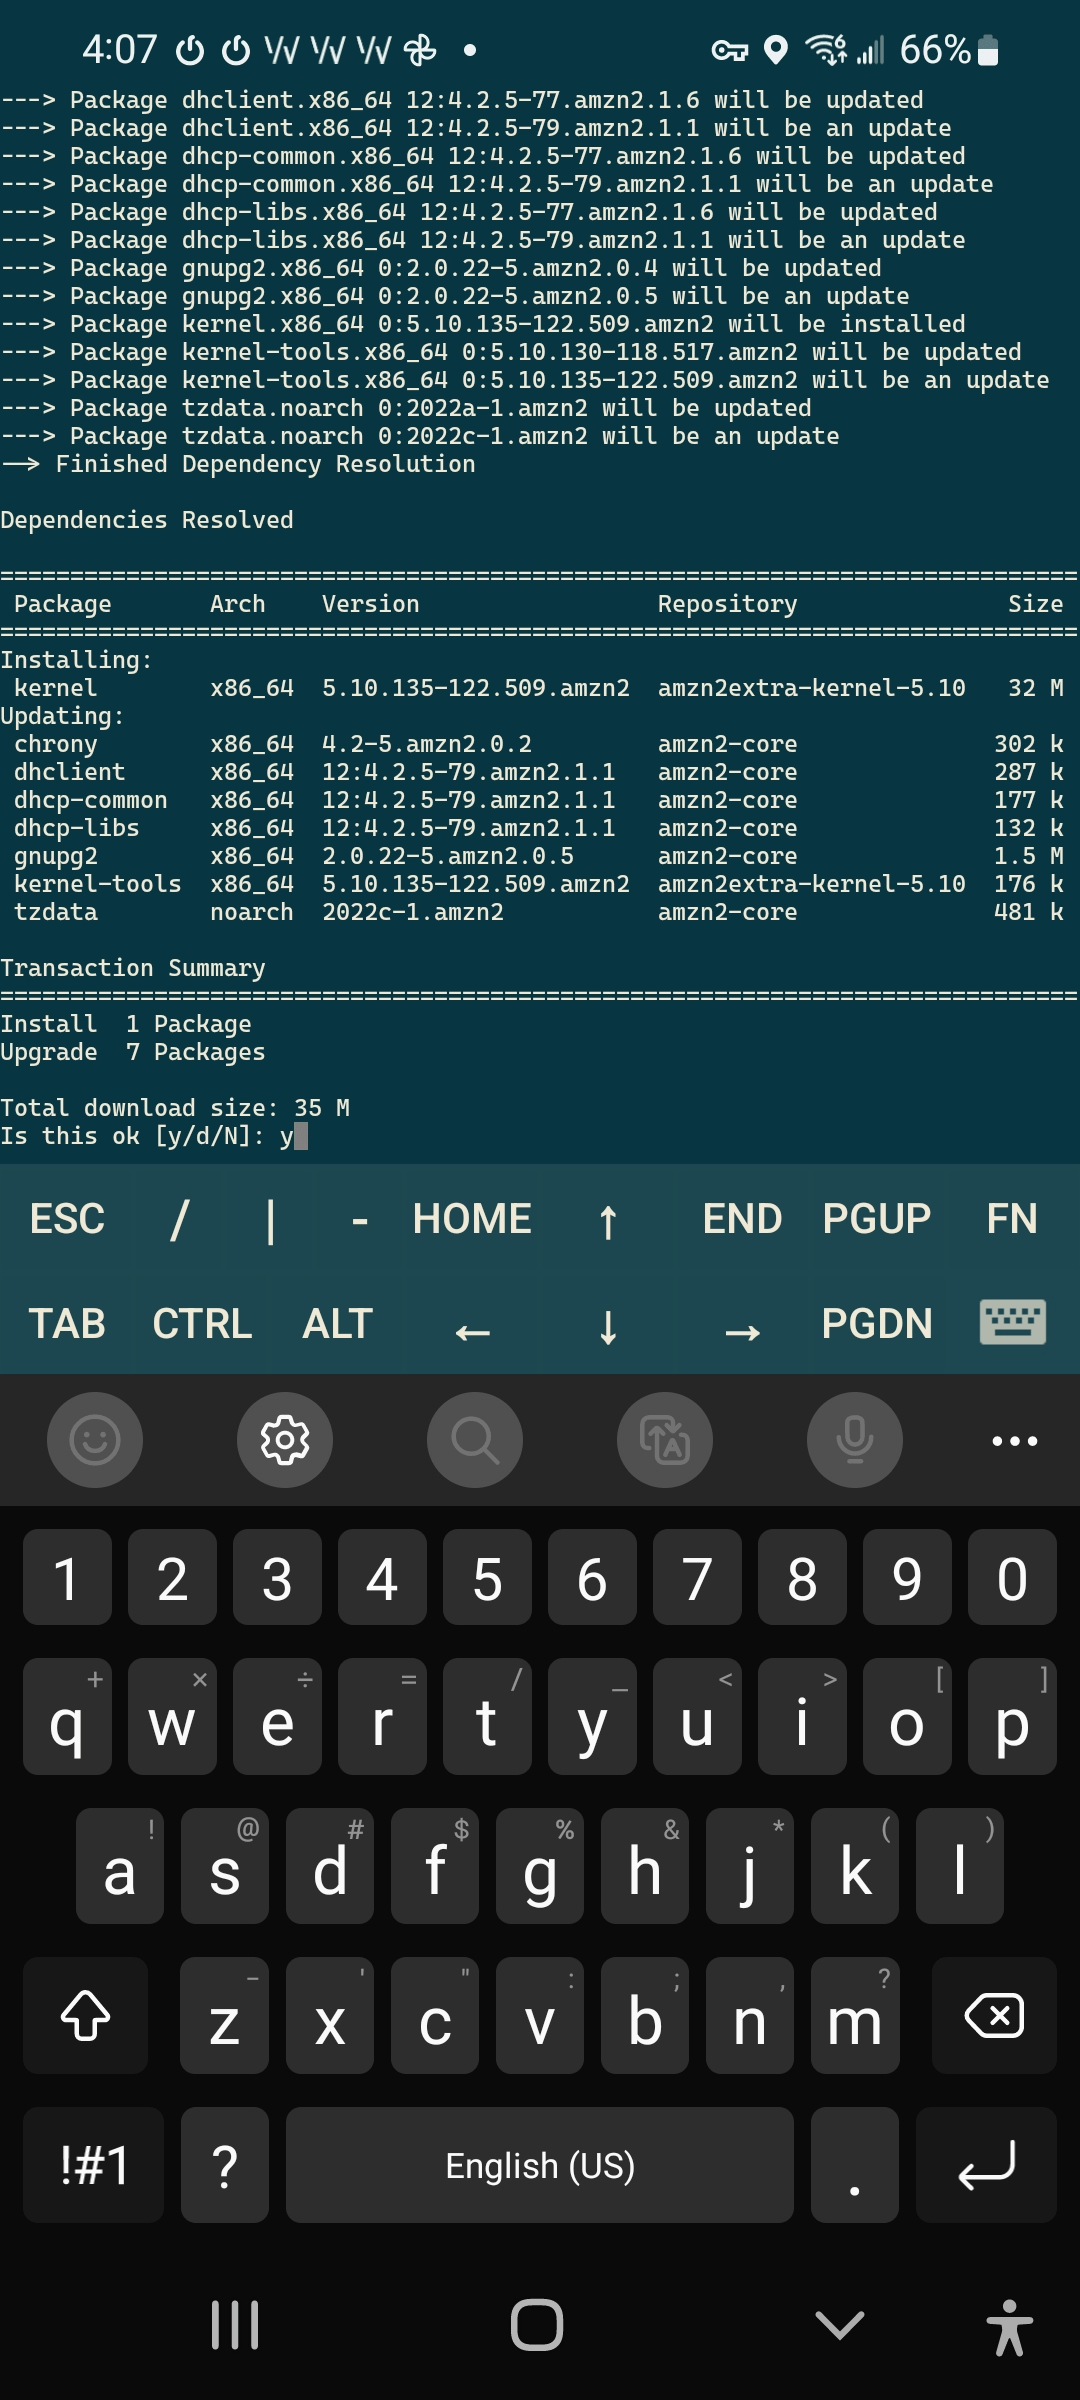 4:07 66%
---> Package dhclient.x86_64 12:4.2.5-77.amzn2.1.6 will be updated
---> Package dhclient.x86_64 12:4.2.5-79.amzn2.1.1 will be an update
---> Package dhcp-common.x86_64 12:4.2.5-77.amzn2.1.6 will be updated
---> Package dhcp-common.x86_64 12:4.2.5-79.amzn2.1.1 will be an update
---> Package dhcp-libs.x86_64 12:4.2.5-77.amzn2.1.6 will be updated
---> Package dhcp-libs.x86_64 12:4.2.5-79.amzn2.1.1 will be an update
---> Package gnupg2.x86_64 0:2.0.22-5.amzn2.0.4 will be updated
---> Package gnupg2.x86_64 0:2.0.22-5.amzn2.0.5 will be an update
---> Package kernel.x86_64 0:5.10.135-122.509.amzn2 will be installed
---> Package kernel-tools.x86_64 0:5.10.130-118.517.amzn2 will be updated
---> Package kernel-tools.x86_64 0:5.10.135-122.509.amzn2 will be an update
---> Package tzdata.noarch 0:2022a-1.amzn2 will be updated
---> Package tzdata.noarch 0:2022c-1.amzn2 will be an update
--> Finished Dependency Resolution
Dependencies Resolved
=============================================================================
Package Arch Version Repository Size
=============================================================================
Installing:
kernel x86_64 5.10.135-122.509.amzn2 amzn2extra-kernel-5.10 32 M
Updating:
chrony x86_64 4.2-5.amzn2.0.2 amzn2-core 302 k
dhclient x86_64 12:4.2.5-79.amzn2.1.1 amzn2-core 287 k
dhcp-common x86_64 12:4.2.5-79.amzn2.1.1 amzn2-core 177 k
dhcp-libs x86_64 12:4.2.5-79.amzn2.1.1 amzn2-core 132 k
gnupg2 x86_64 2.0.22-5.amzn2.0.5 amzn2-core 1.5 M
kernel-tools x86_64 5.10.135-122.509.amzn2 amzn2extra-kernel-5.10 176 k
tzdata noarch 2022c-1.amzn2 amzn2-core 481 k
Transaction Summary
=============================================================================
Install 1 Package
Upgrade 7 Packages
Total download size: 35 M
Is this ok [y/d/N]: y
ESC / | - HOME ↑ END PGUP FN
TAB CTRL ALT ← ↓ → PGDN
1 2 3 4 5 6 7 8 9 0
+ × ÷ = / _ < > [ ]
q w e r t y u i o p
! @ # $ % & * ( )
a s d f g h j k l
- ' " : ; , ?
z x c v b n m
!#1 ? English (US) .